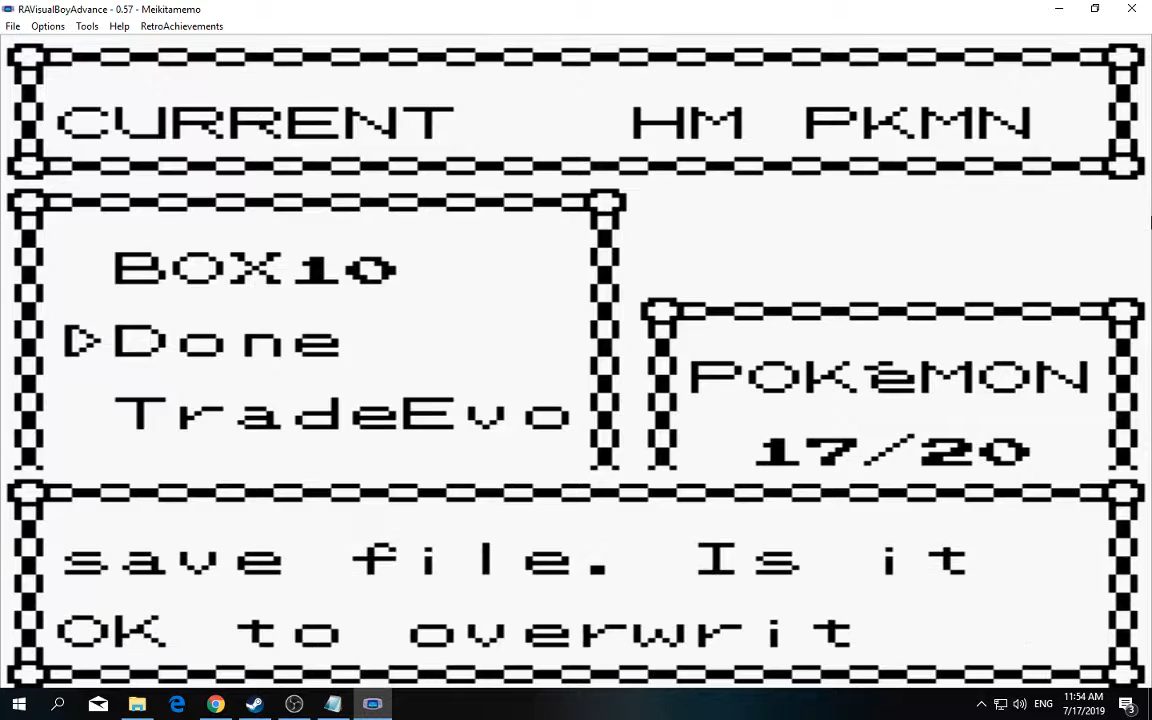 RAVisualBoyAdvance - 0.57 - Meikitamemo
File Options Tools Help RetroAchievements
CURRENT HM PKMN
BOX10
Done
TradeEvo
POKéMON
17/20
save file. Is it
OK to overwrit
ENG
11:54 AM
7/17/2019
3